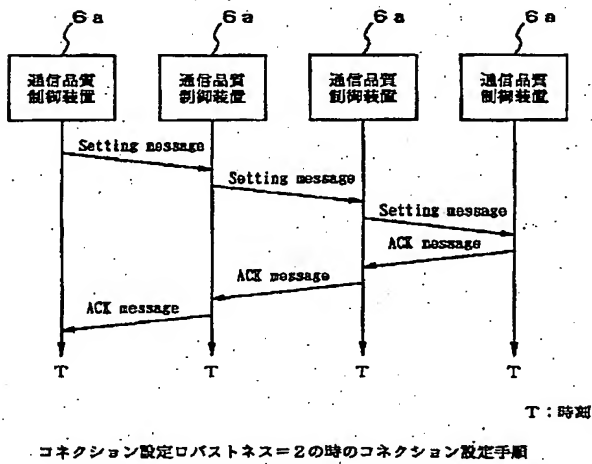 6a 6a 6a 6a
通信品質
制御装置
通信品質
制御装置
通信品質
制御装置
通信品質
制御装置
Setting message
Setting message
Setting message
ACK message
ACK message
ACK message
T T T T
T：時刻
コネクション設定ロバストネス＝2の時のコネクション設定手順